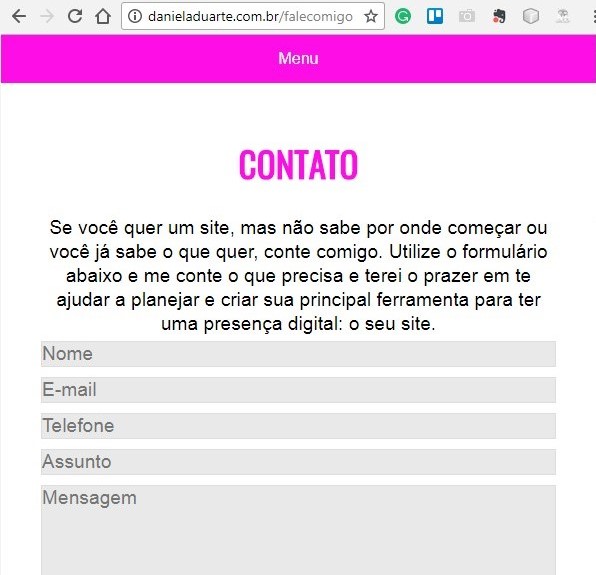 danieladuarte.com.br/falecomigo
Menu
CONTATO
Se você quer um site, mas não sabe por onde começar ou
você já sabe o que quer, conte comigo. Utilize o formulário
abaixo e me conte o que precisa e terei o prazer em te
ajudar a planejar e criar sua principal ferramenta para ter
uma presença digital: o seu site.
Nome
E-mail
Telefone
Assunto
Mensagem